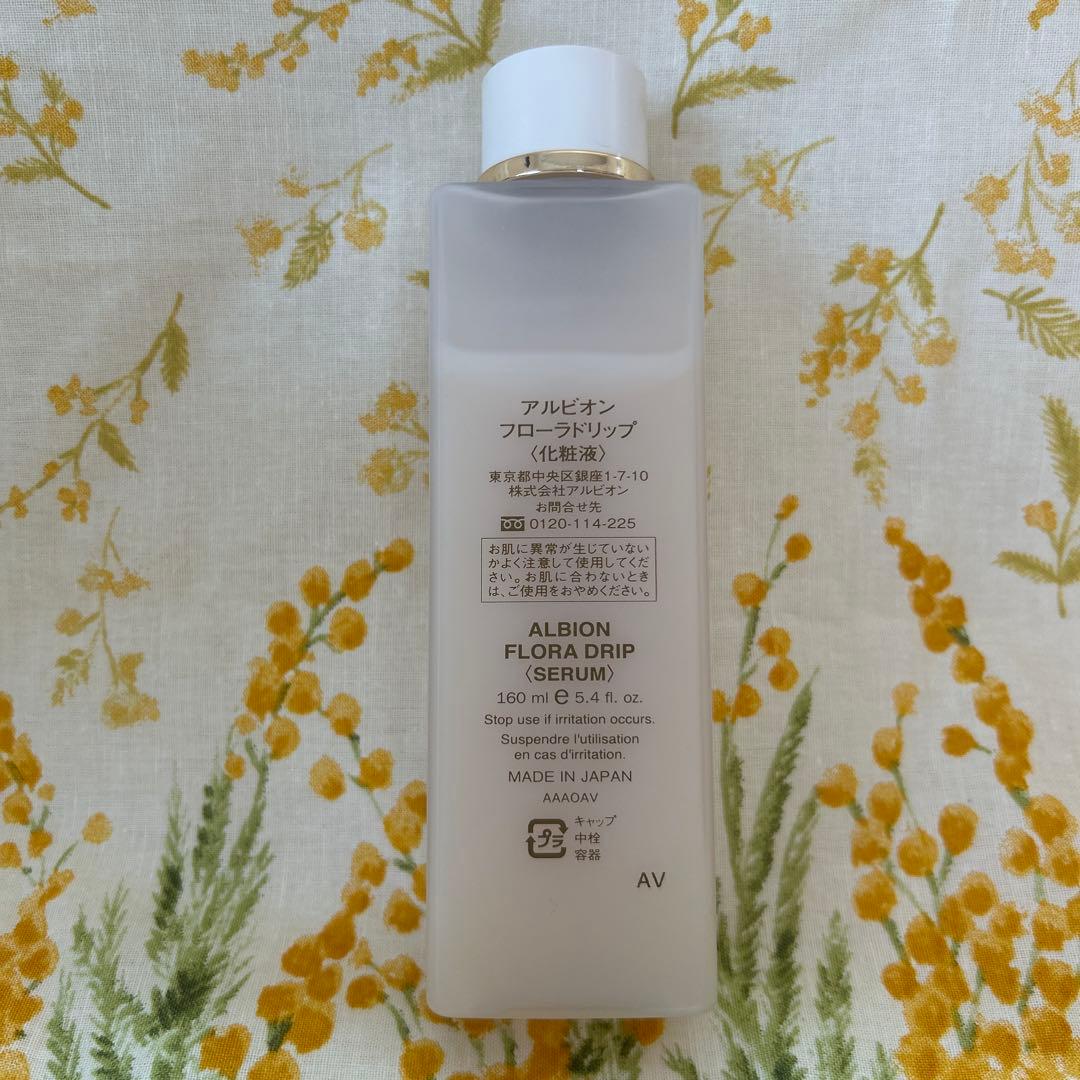 アルビオン
フローラドリップ
〈化粧液〉
東京都中央区銀座1-7-10
株式会社アルビオン
お問合せ先
0120-114-225
お肌に異常が生じていない
かよく注意して使用してくだ
さい。お肌に合わないとき
は、ご使用をおやめください。
ALBION
FLORA DRIP
〈SERUM〉
160 ml e 5.4 fl. oz.
Stop use if irritation occurs.
Suspendre l'utilisation
en cas d'irritation.
MADE IN JAPAN
AAAOAV
プラ
キャップ
中栓
容器
AV